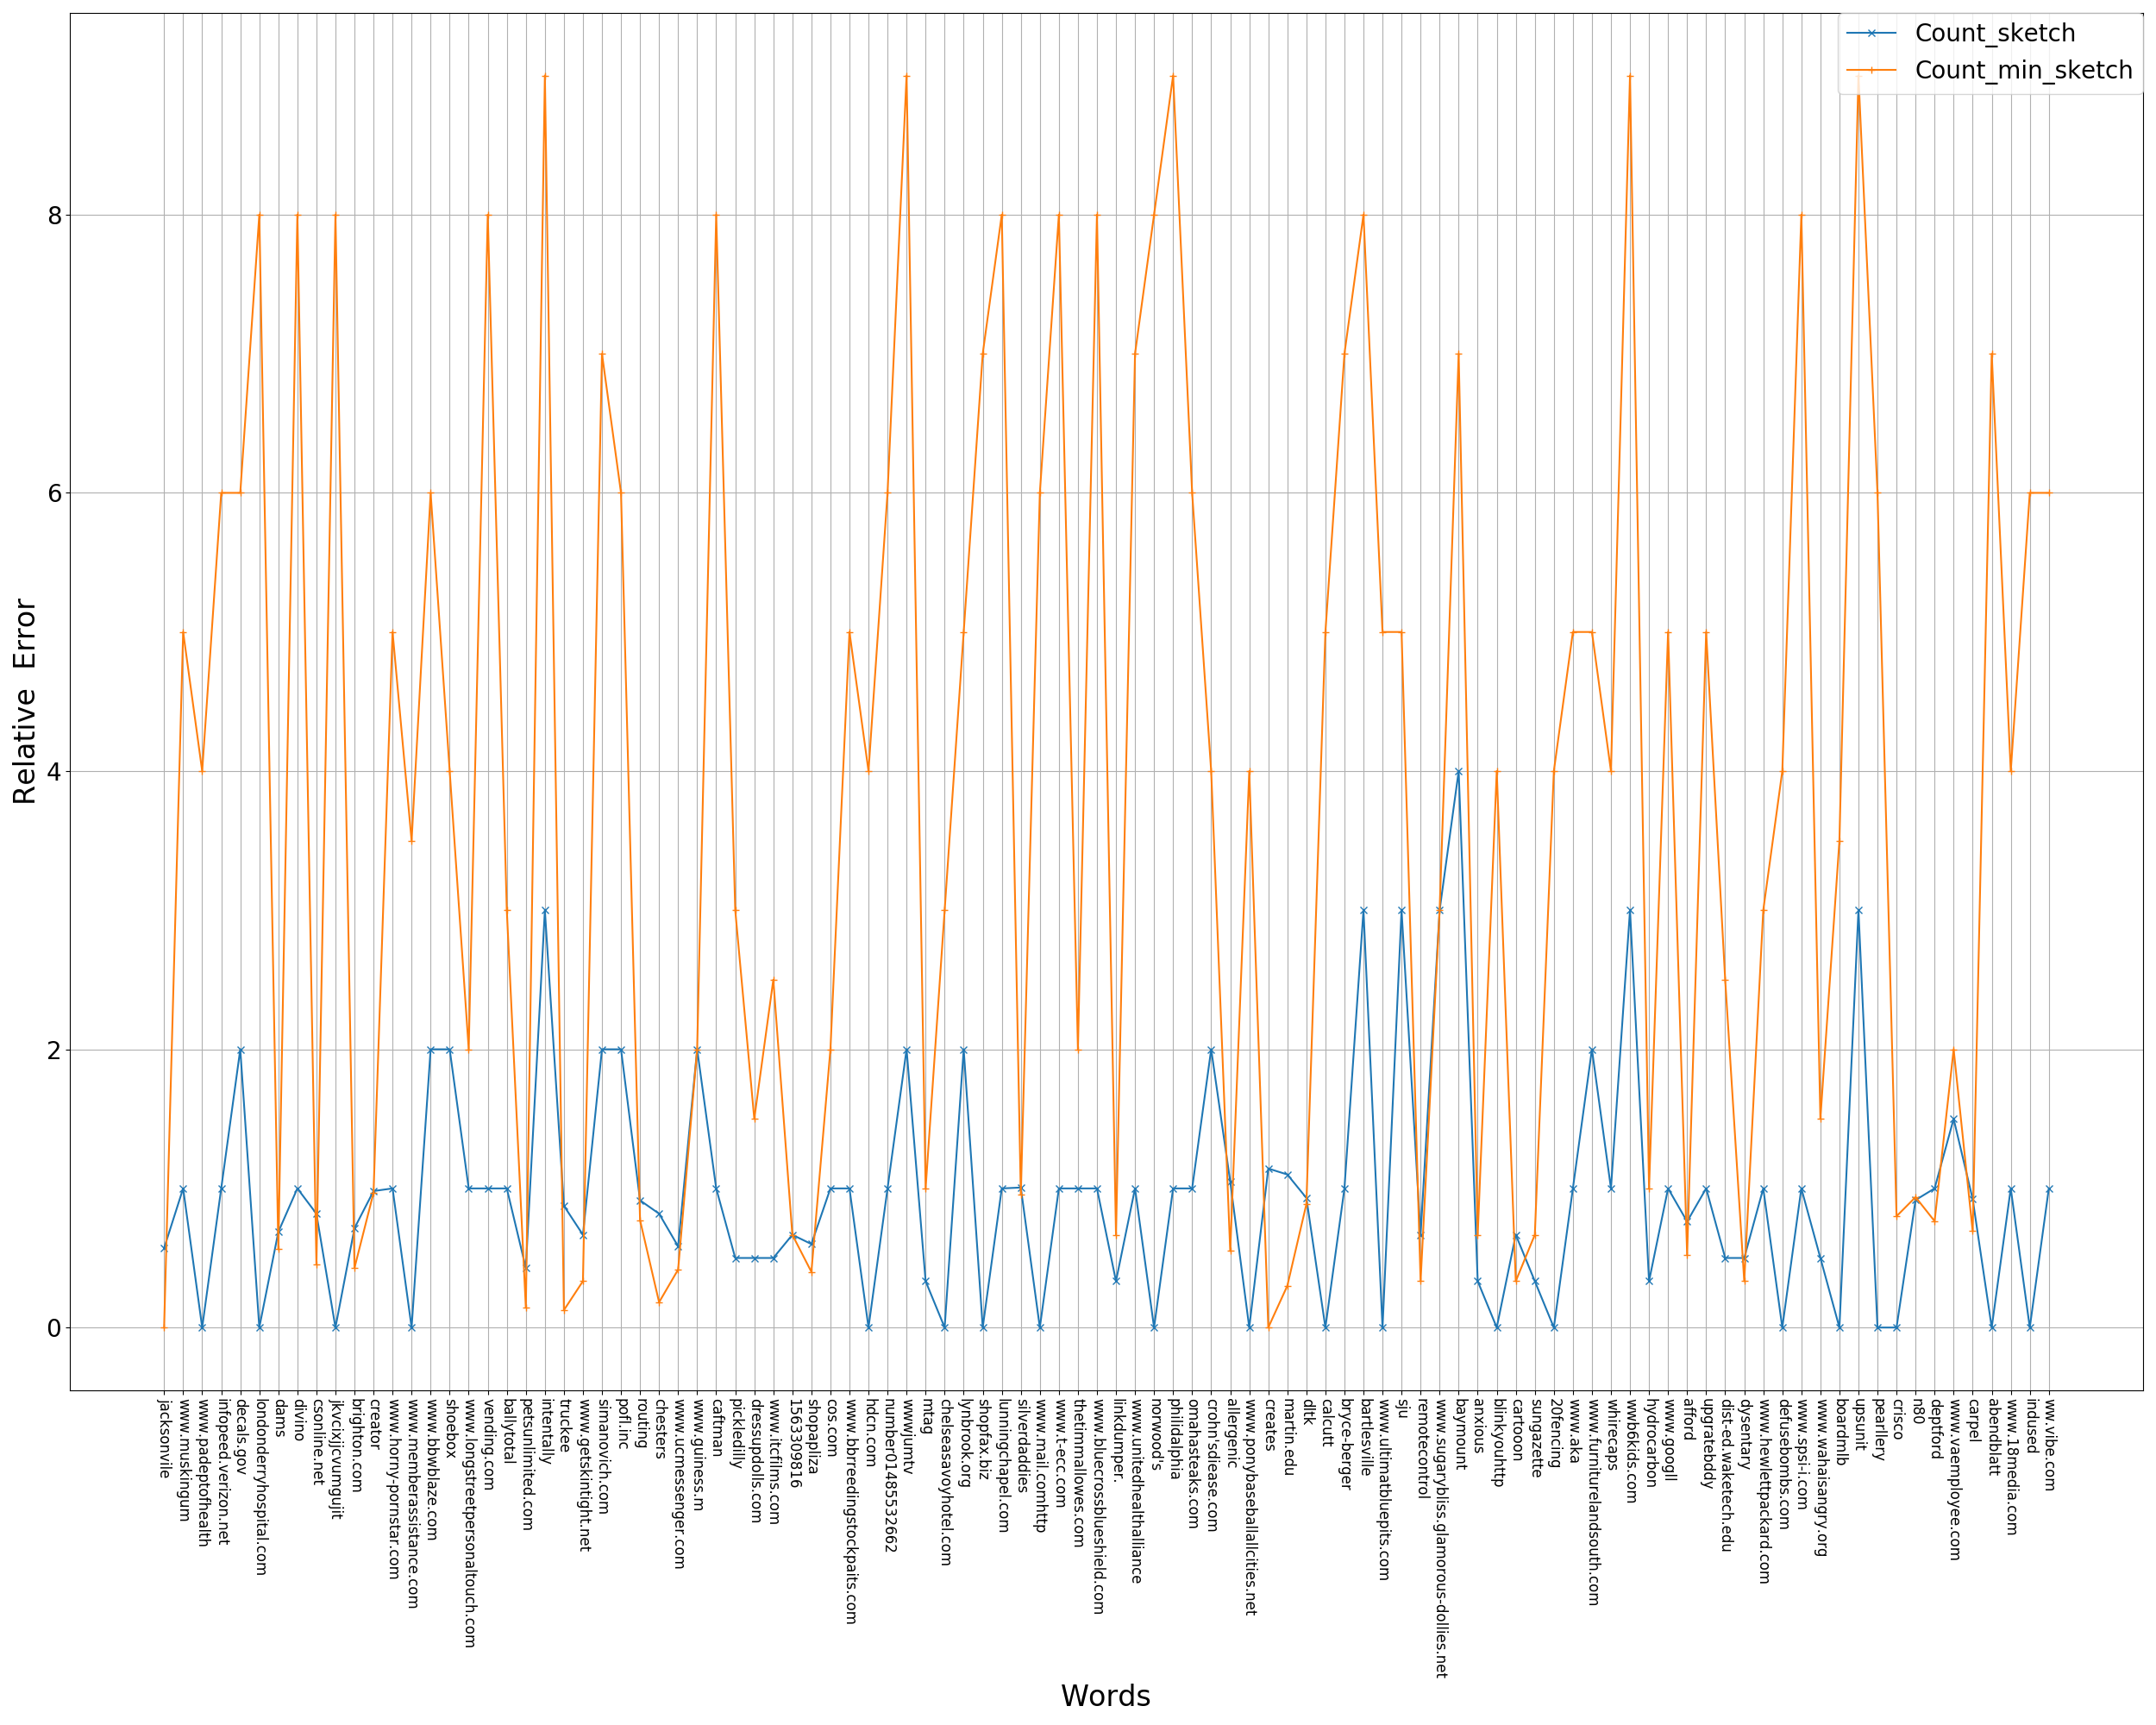 Count_sketch
Count_min_sketch
Relative Error
8
6
4
2
0
jacksonvile
www.muskingum
www.padeptofhealth
infopeed.verizon.net
decals.gov
londonderryhospital.com
dams
divino
csonline.net
jkvcixjjcvumgujit
brighton.com
creator
www.horny-pornstar.com
www.memberassistance.com
www.bbwblaze.com
shoebox
www.longstreetpersonaltouch.com
vending.com
ballytotal
petsunlimited.com
intentally
truckee
www.getskintight.net
simanovich.com
pofl.inc
routing
chesters
www.ucmessenger.com
www.guiness.m
caftman
pickledilly
dressupdolls.com
www.itcfilms.com
1563309816
shopapliza
cos.com
www.bbrreedingstockpaits.com
hdcn.com
number01485532662
wwwjumtv
mtag
chelseasavoyhotel.com
lynbrook.org
shopfax.biz
lunningchapel.com
silverdaddies
www.mail.comhttp
www.t-ecc.com
thetimmallowes.com
www.bluecrossblueshield.com
linkdumper.
www.unitedhealthalliance
norwood's
philidalphia
omahasteaks.com
crohn'sdiease.com
allergenic
www.ponybaseballallcities.net
creates
martin.edu
dltk
calcutt
bryce-berger
bartlesville
www.ultimatbluepits.com
sju
remotecontrol
www.sugarybliss.glamorous-dollies.net
baymount
anxious
blinkyouhttp
cartooon
sungazette
20fencing
www.aka
www.furniturelandsouth.com
whirecaps
vwb6kids.com
hydrocarbon
www.googll
afford
upgratebddy
dist-ed.waketech.edu
dysentary
www.hewlettpackard.com
defusebombs.com
www.spsi-i.com
www.wahaisangry.org
boardmlb
upsunit
pearllery
crisco
n80
deptford
www.vaemployee.com
carpel
abendblatt
www.18media.com
indused
ww.vibe.com
Words